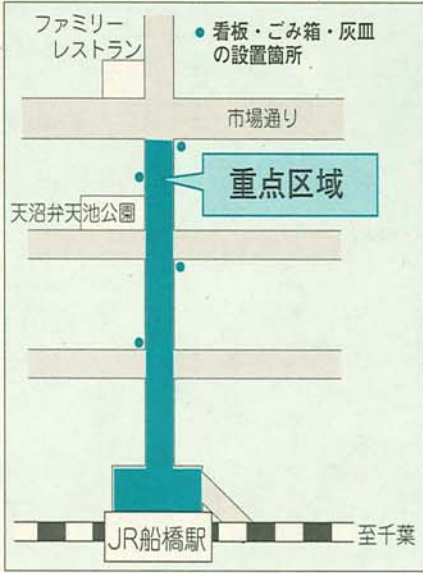 ファミリー
レストラン
● 看板・ごみ箱・灰皿
の設置箇所
市場通り
重点区域
天沼弁天池公園
JR船橋駅
至千葉